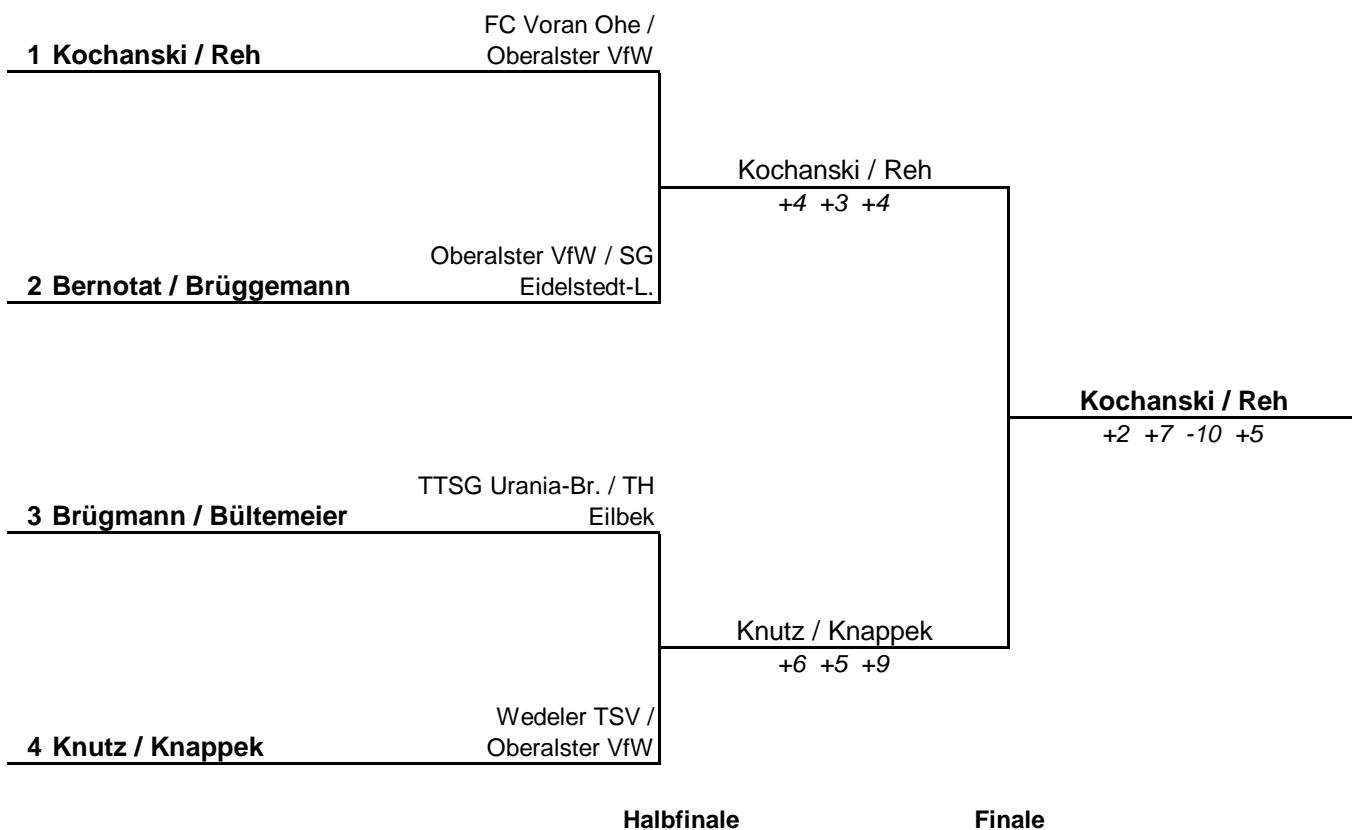 FC Voran Ohe /
1 Kochanski / Reh Oberalster VfW
Kochanski / Reh
+4 +3 +4
Oberalster VfW / SG
2 Bernotat / Brüggemann Eidelstedt-L.
Kochanski / Reh
+2 +7 -10 +5
TTSG Urania-Br. / TH
3 Brügmann / Bültemeier Eilbek
Knutz / Knappek
+6 +5 +9
Wedeler TSV /
4 Knutz / Knappek Oberalster VfW
Halbfinale Finale